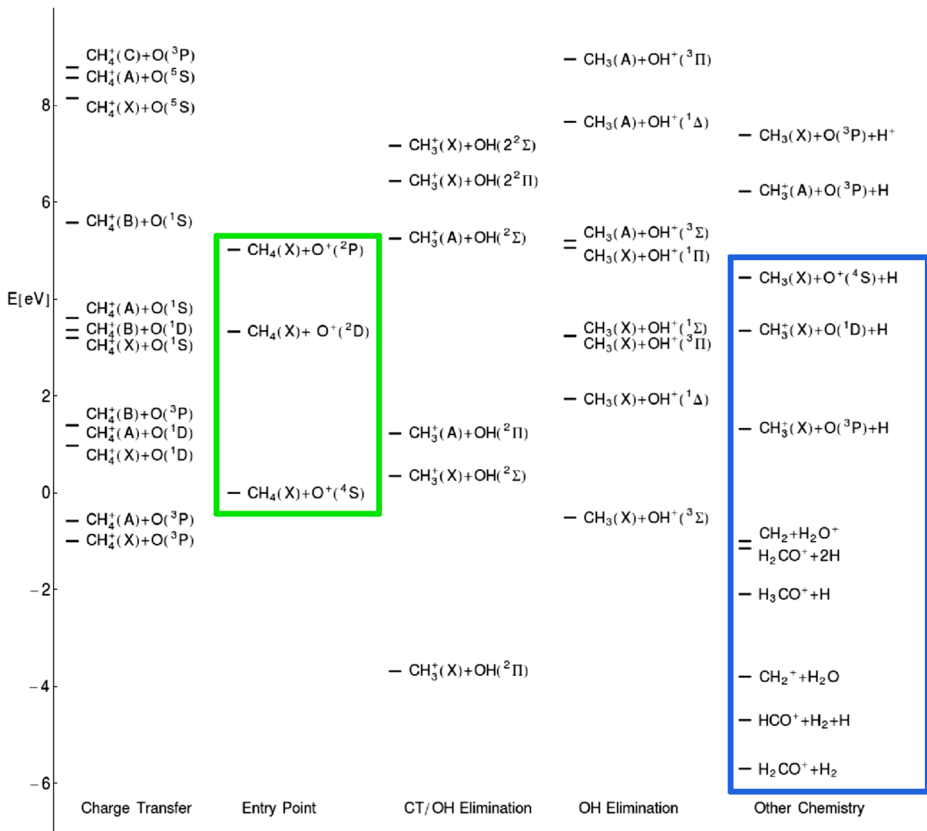 E[eV]
8
6
2
0
−2
−4
−6
CH₄⁺(C)+O(³P)
CH₄⁺(A)+O(⁵S)
CH₄⁺(X)+O(⁵S)
CH₄⁺(B)+O(¹S)
CH₄⁺(A)+O(¹S)
CH₄⁺(B)+O(¹D)
CH₄⁺(X)+O(¹S)
CH₄⁺(B)+O(³P)
CH₄⁺(A)+O(¹D)
CH₄⁺(X)+O(¹D)
CH₄⁺(A)+O(³P)
CH₄⁺(X)+O(³P)
Charge Transfer
CH₄(X)+O⁺(²P)
CH₄(X)+ O⁺(²D)
CH₄(X)+O⁺(⁴S)
Entry Point
CH₃⁺(X)+OH(2²Σ)
CH₃⁺(X)+OH(2²Π)
CH₃⁺(A)+OH(²Σ)
CH₃⁺(A)+OH(²Π)
CH₃⁺(X)+OH(²Σ)
CH₃⁺(X)+OH(²Π)
CT/OH Elimination
CH₃(A)+OH⁺(³Π)
CH₃(A)+OH⁺(¹Δ)
CH₃(A)+OH⁺(³Σ)
CH₃(X)+OH⁺(¹Π)
CH₃(X)+OH⁺(¹Σ)
CH₃(X)+OH⁺(³Π)
CH₃(X)+OH⁺(¹Δ)
CH₃(X)+OH⁺(³Σ)
OH Elimination
CH₃(X)+O(³P)+H⁺
CH₃⁺(A)+O(³P)+H
CH₃(X)+O⁺(⁴S)+H
CH₃⁺(X)+O(¹D)+H
CH₃⁺(X)+O(³P)+H
CH₂+H₂O⁺
H₂CO⁺+2H
H₃CO⁺+H
CH₂⁺+H₂O
HCO⁺+H₂+H
H₂CO⁺+H₂
Other Chemistry